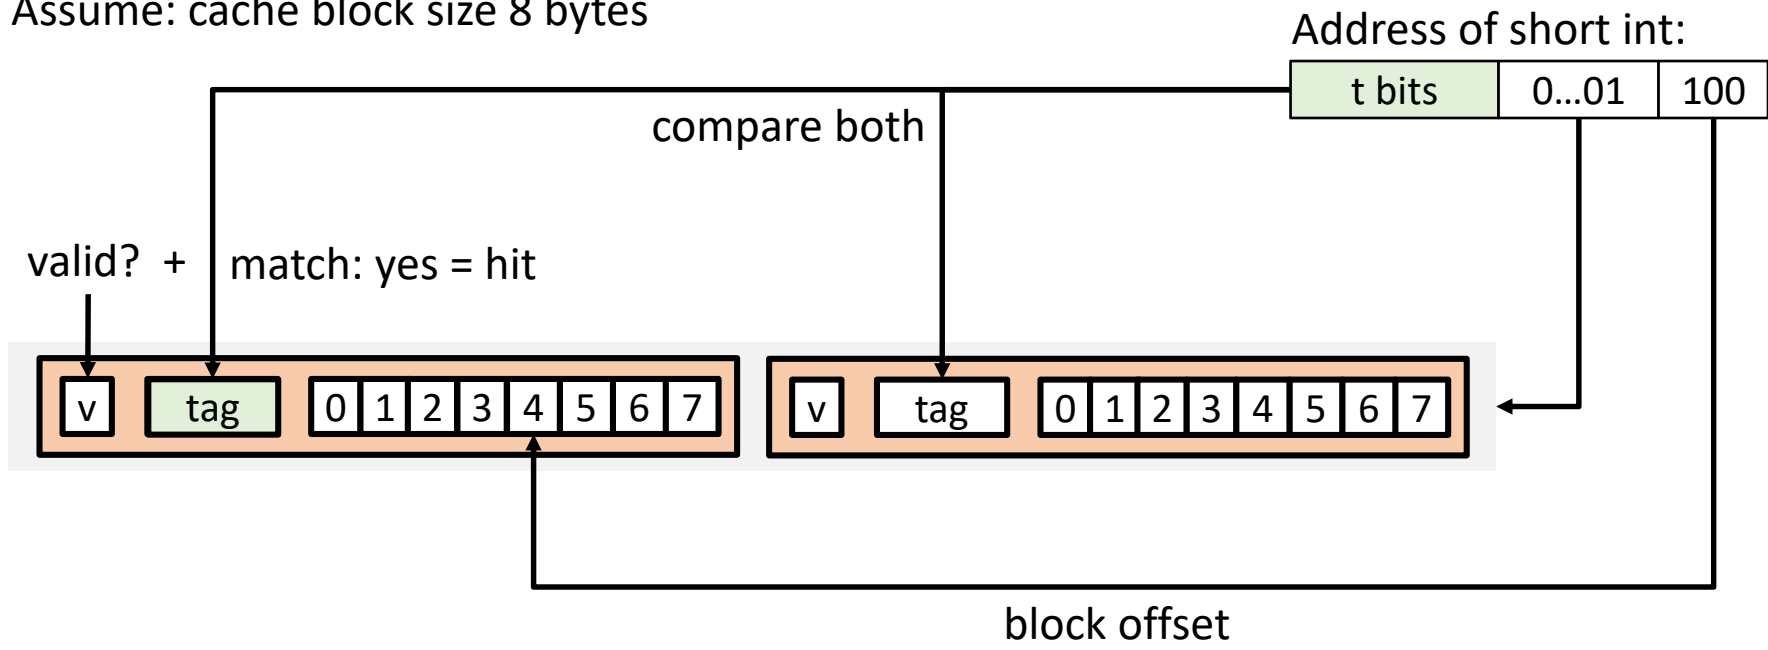 Assume: cache block size 8 bytes
Address of short int:
t bits 0...01 100
compare both
valid? + match: yes = hit
v tag 0 1 2 3 4 5 6 7 v tag 0 1 2 3 4 5 6 7
block offset